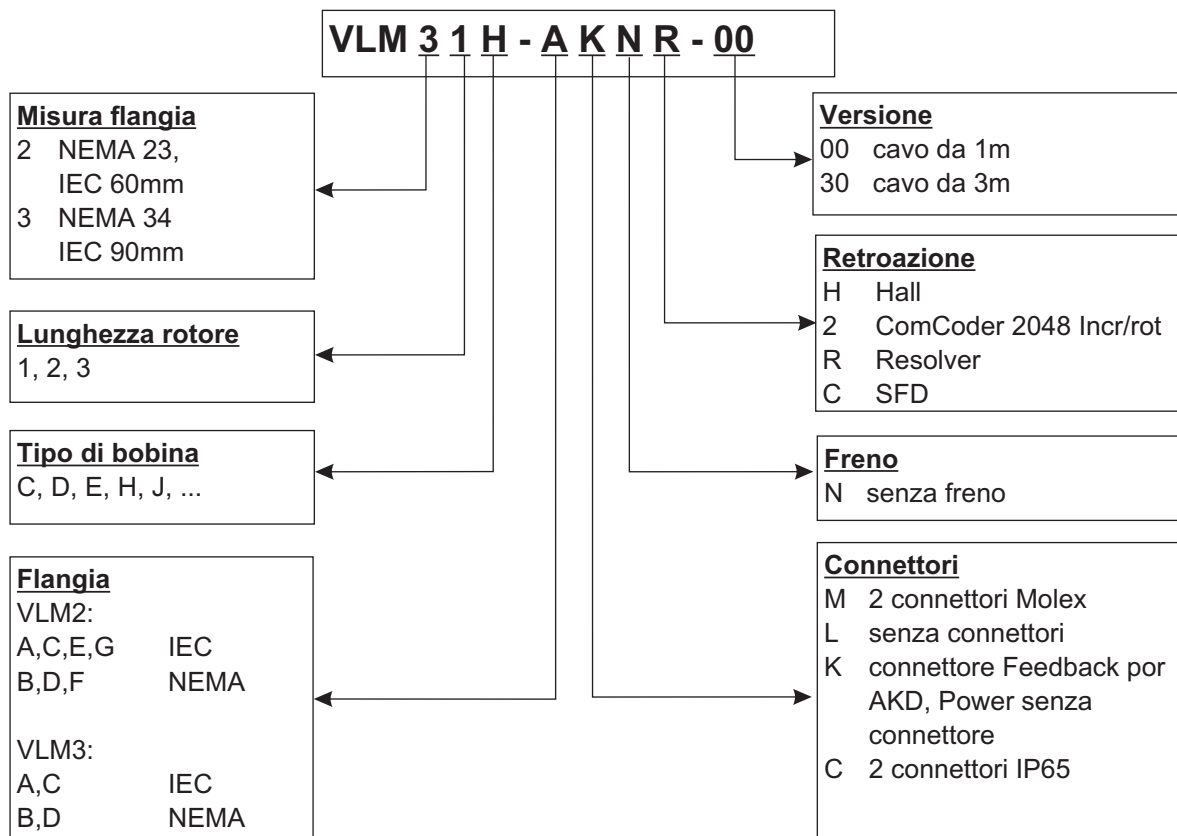 VLM 3 1 H - A K N R - 00
Misura flangia
2 NEMA 23,
IEC 60mm
3 NEMA 34
IEC 90mm
Lunghezza rotore
1, 2, 3
Tipo di bobina
C, D, E, H, J, ...
Flangia
VLM2:
A,C,E,G IEC
B,D,F NEMA
VLM3:
A,C IEC
B,D NEMA
Versione
00 cavo da 1m
30 cavo da 3m
Retroazione
H Hall
2 ComCoder 2048 Incr/rot
R Resolver
C SFD
Freno
N senza freno
Connettori
M 2 connettori Molex
L senza connettori
K connettore Feedback por
AKD, Power senza
connettore
C 2 connettori IP65